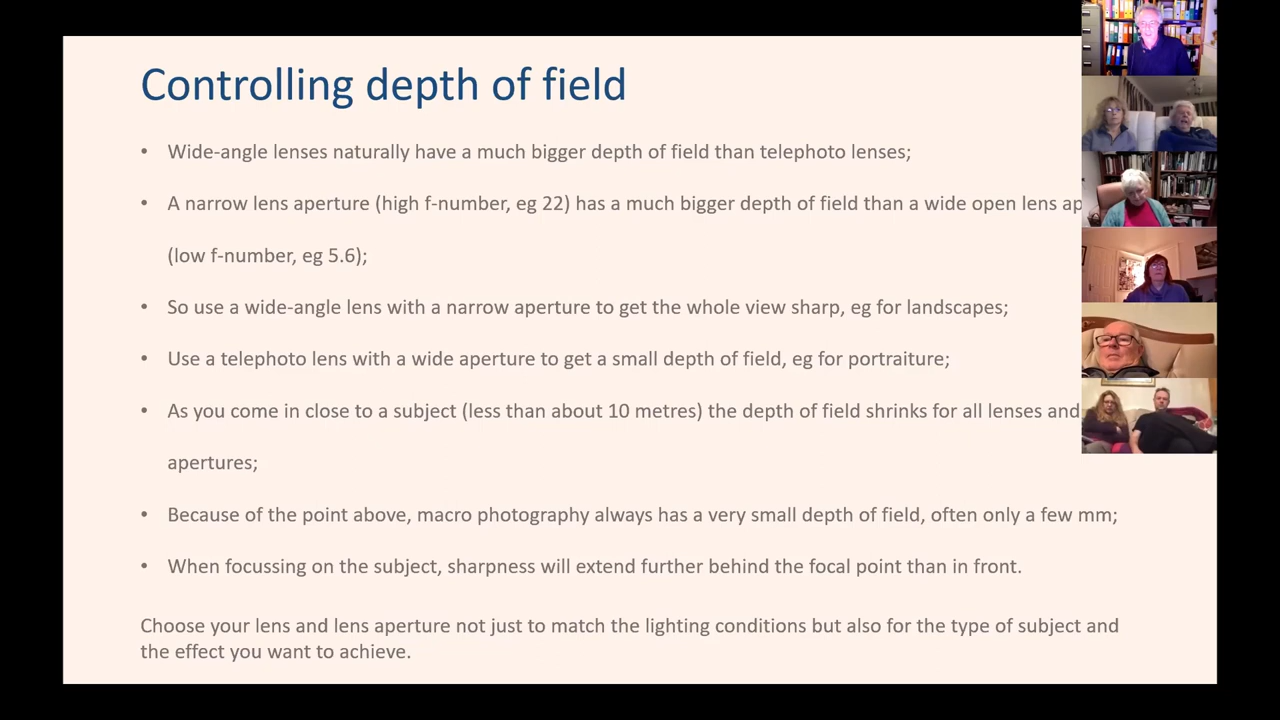 Controlling depth of field
• Wide-angle lenses naturally have a much bigger depth of field than telephoto lenses;
• A narrow lens aperture (high f-number, eg 22) has a much bigger depth of field than a wide open lens ap
(low f-number, eg 5.6);
• So use a wide-angle lens with a narrow aperture to get the whole view sharp, eg for landscapes;
• Use a telephoto lens with a wide aperture to get a small depth of field, eg for portraiture;
• As you come in close to a subject (less than about 10 metres) the depth of field shrinks for all lenses and
apertures;
• Because of the point above, macro photography always has a very small depth of field, often only a few mm;
• When focussing on the subject, sharpness will extend further behind the focal point than in front.
Choose your lens and lens aperture not just to match the lighting conditions but also for the type of subject and
the effect you want to achieve.